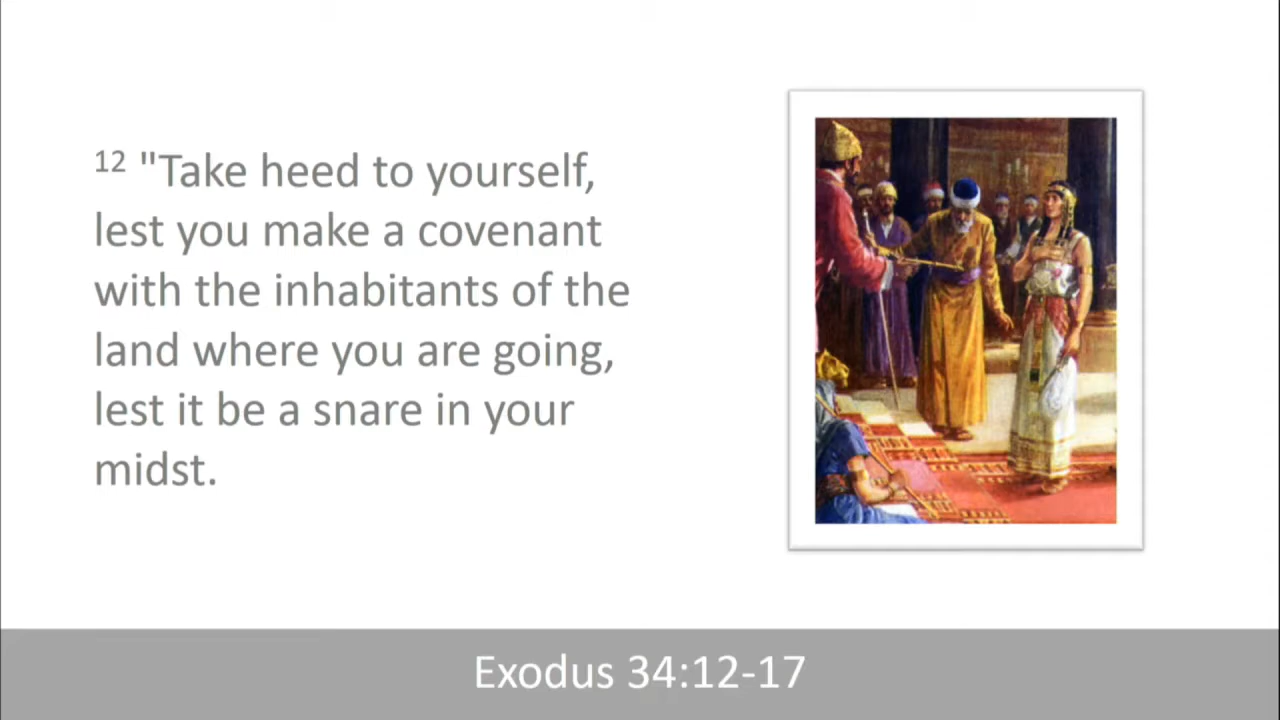 12 "Take heed to yourself,
lest you make a covenant
with the inhabitants of the
land where you are going,
lest it be a snare in your
midst.
Exodus 34:12-17